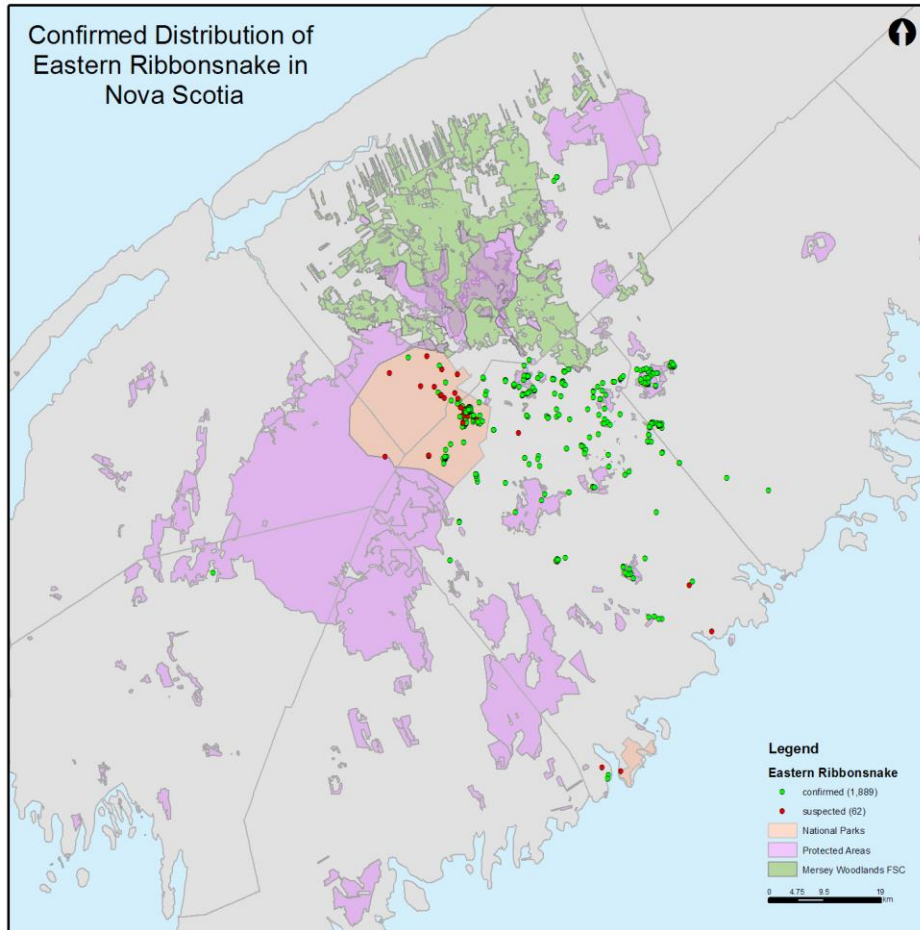 Confirmed Distribution of
Eastern Ribbonsnake in
Nova Scotia
Legend
Eastern Ribbonsnake
confirmed (1,889)
suspected (62)
National Parks
Protected Areas
Mersey Woodlands FSC
0 4.75 9.5 19
km